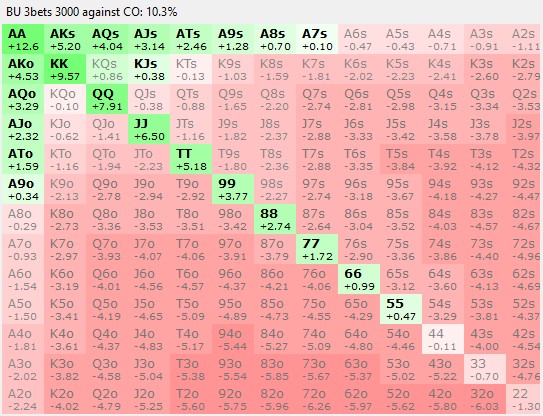 BU 3bets 3000 against CO: 10.3%
AA AKs AQs AJs ATs A9s A8s A7s A6s A5s A4s A3s A2s
+12.6 +5.20 +4.04 +3.14 +2.46 +1.28 +0.70 +0.10 -0.47 -0.43 -0.71 -0.91 -1.11
AKo KK KQs KJs KTs K9s K8s K7s K6s K5s K4s K3s K2s
+4.53 +9.57 +0.86 +0.38 -0.13 -1.03 -1.59 -1.81 -2.02 -2.23 -2.41 -2.60 -2.79
AQo KQo QQ QJs QTs Q9s Q8s Q7s Q6s Q5s Q4s Q3s Q2s
+3.29 -0.10 +7.91 -0.38 -0.88 -1.65 -2.20 -2.74 -2.81 -2.98 -3.15 -3.34 -3.53
AJo KJo QJo JJ JTs J9s J8s J7s J6s J5s J4s J3s J2s
+2.32 -0.62 -1.41 +6.50 -1.16 -1.82 -2.37 -2.88 -3.33 -3.42 -3.58 -3.78 -3.97
ATo KTo QTo JTo TT T9s T8s T7s T6s T5s T4s T3s T2s
+1.59 -1.16 -1.94 -2.23 +5.18 -1.80 -2.36 -2.88 -3.35 -3.84 -3.92 -4.12 -4.32
A9o K9o Q9o J9o T9o 99 98s 97s 96s 95s 94s 93s 92s
+0.34 -2.13 -2.78 -2.94 -2.92 +3.77 -2.27 -2.74 -3.18 -3.67 -4.18 -4.27 -4.47
A8o K8o Q8o J8o T8o 98o 88 87s 86s 85s 84s 83s 82s
-0.29 -2.73 -3.36 -3.53 -3.51 -3.42 +2.74 -2.64 -3.04 -3.52 -4.03 -4.57 -4.67
A7o K7o Q7o J7o T7o 97o 87o 77 76s 75s 74s 73s 72s
-0.93 -2.97 -3.93 -4.07 -4.06 -3.91 -3.79 +1.72 -2.90 -3.36 -3.86 -4.40 -4.96
A6o K6o Q6o J6o T6o 96o 86o 76o 66 65s 64s 63s 62s
-1.54 -3.19 -4.01 -4.56 -4.57 -4.37 -4.21 -4.06 +0.99 -3.12 -3.60 -4.13 -4.69
A5o K5o Q5o J5o T5o 95o 85o 75o 65o 55 54s 53s 52s
-1.50 -3.41 -4.19 -4.65 -5.09 -4.89 -4.73 -4.55 -4.29 +0.47 -3.29 -3.81 -4.37
A4o K4o Q4o J4o T4o 94o 84o 74o 64o 54o 44 43s 42s
-1.81 -3.61 -4.37 -4.83 -5.17 -5.44 -5.27 -5.09 -4.80 -4.46 -0.11 -4.00 -4.54
A3o K3o Q3o J3o T3o 93o 83o 73o 63o 53o 43o 33 32s
-2.02 -3.82 -4.58 -5.04 -5.38 -5.54 -5.85 -5.67 -5.37 -5.02 -5.22 -0.70 -4.76
A2o K2o Q2o J2o T2o 92o 82o 72o 62o 52o 42o 32o 22
-2.24 -4.02 -4.79 -5.25 -5.60 -5.75 -5.96 -6.26 -5.97 -5.62 -5.80 -6.03 -1.30